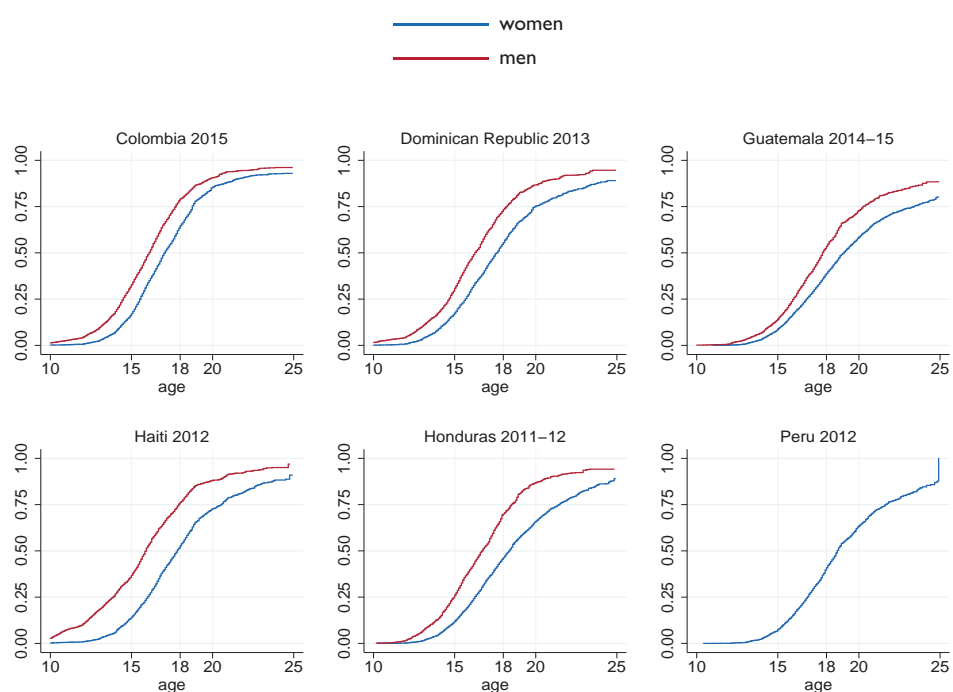 women
men
Colombia 2015
0.00 0.25 0.50 0.75 1.00
10 15 18 20 25
age
Dominican Republic 2013
0.00 0.25 0.50 0.75 1.00
10 15 18 20 25
age
Guatemala 2014–15
0.00 0.25 0.50 0.75 1.00
10 15 18 20 25
age
Haiti 2012
0.00 0.25 0.50 0.75 1.00
10 15 18 20 25
age
Honduras 2011–12
0.00 0.25 0.50 0.75 1.00
10 15 18 20 25
age
Peru 2012
0.00 0.25 0.50 0.75 1.00
10 15 18 20 25
age